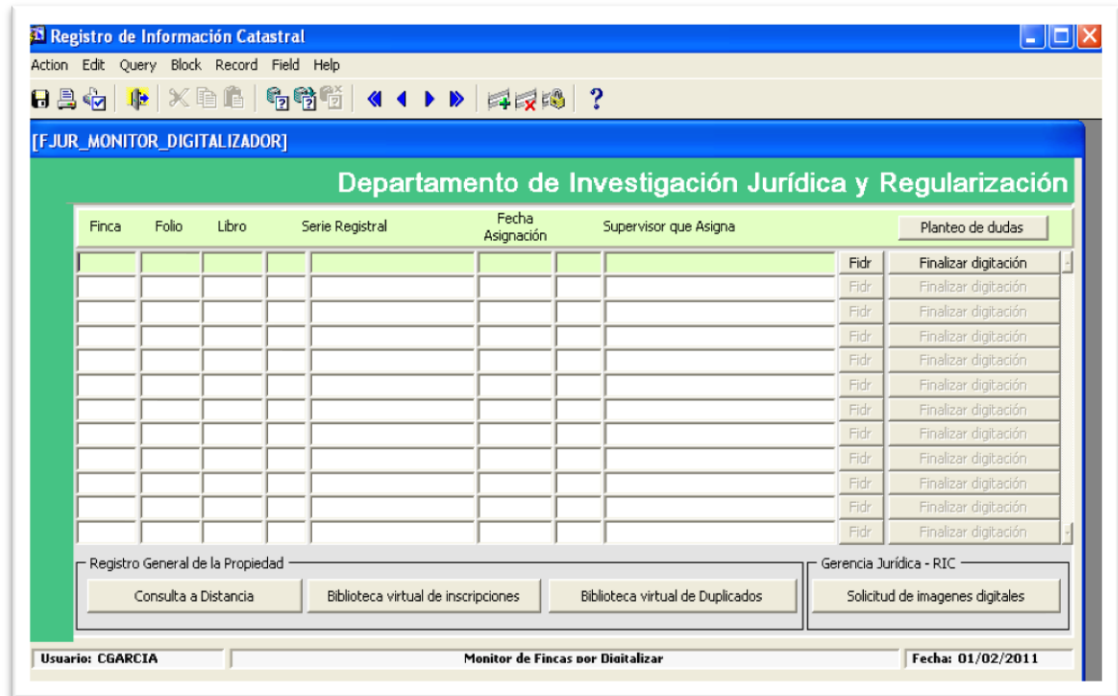 Registro de Información Catastral
Action Edit Query Block Record Field Help
[FJUR_MONITOR_DIGITALIZADOR]
Departamento de Investigación Jurídica y Regularización
Finca Folio Libro Serie Registral Fecha Asignación Supervisor que Asigna Planteo de dudas
Fidr Finalizar digitación
Fidr Finalizar digitación
Fidr Finalizar digitación
Fidr Finalizar digitación
Fidr Finalizar digitación
Fidr Finalizar digitación
Fidr Finalizar digitación
Fidr Finalizar digitación
Fidr Finalizar digitación
Fidr Finalizar digitación
Fidr Finalizar digitación
Fidr Finalizar digitación
Registro General de la Propiedad Gerencia Jurídica - RIC
Consulta a Distancia Biblioteca virtual de inscripciones Biblioteca virtual de Duplicados Solicitud de imagenes digitales
Usuario: CGARCIA Monitor de Fincas por Digitalizar Fecha: 01/02/2011